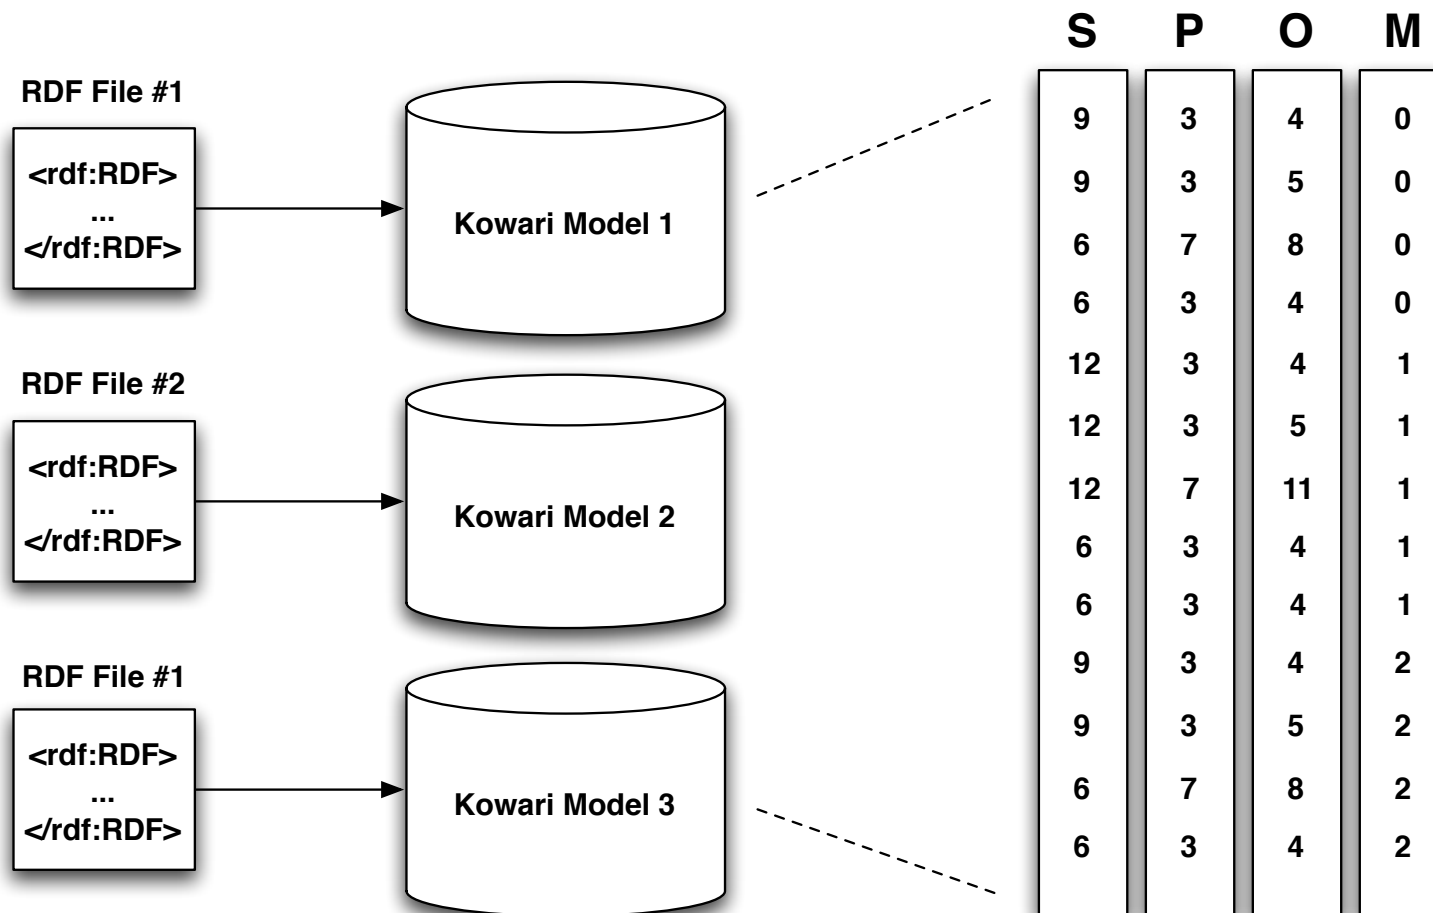 RDF File #1
<rdf:RDF>
...
</rdf:RDF>
Kowari Model 1
RDF File #2
<rdf:RDF>
...
</rdf:RDF>
Kowari Model 2
RDF File #1
<rdf:RDF>
...
</rdf:RDF>
Kowari Model 3
S P O M
9 3 4 0
9 3 5 0
6 7 8 0
6 3 4 0
12 3 4 1
12 3 5 1
12 7 11 1
6 3 4 1
6 3 4 1
9 3 4 2
9 3 5 2
6 7 8 2
6 3 4 2